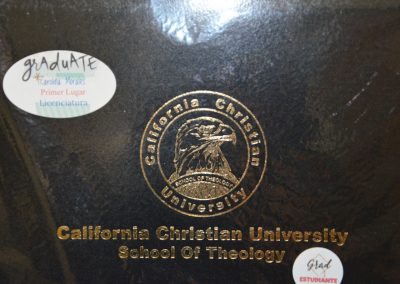 graduate
Primer Lugar
Licenciatura
California Christian
SCHOOL OF THEOLOGY
University
California Christian University
School Of Theology
Grad
ESTUDIANTE